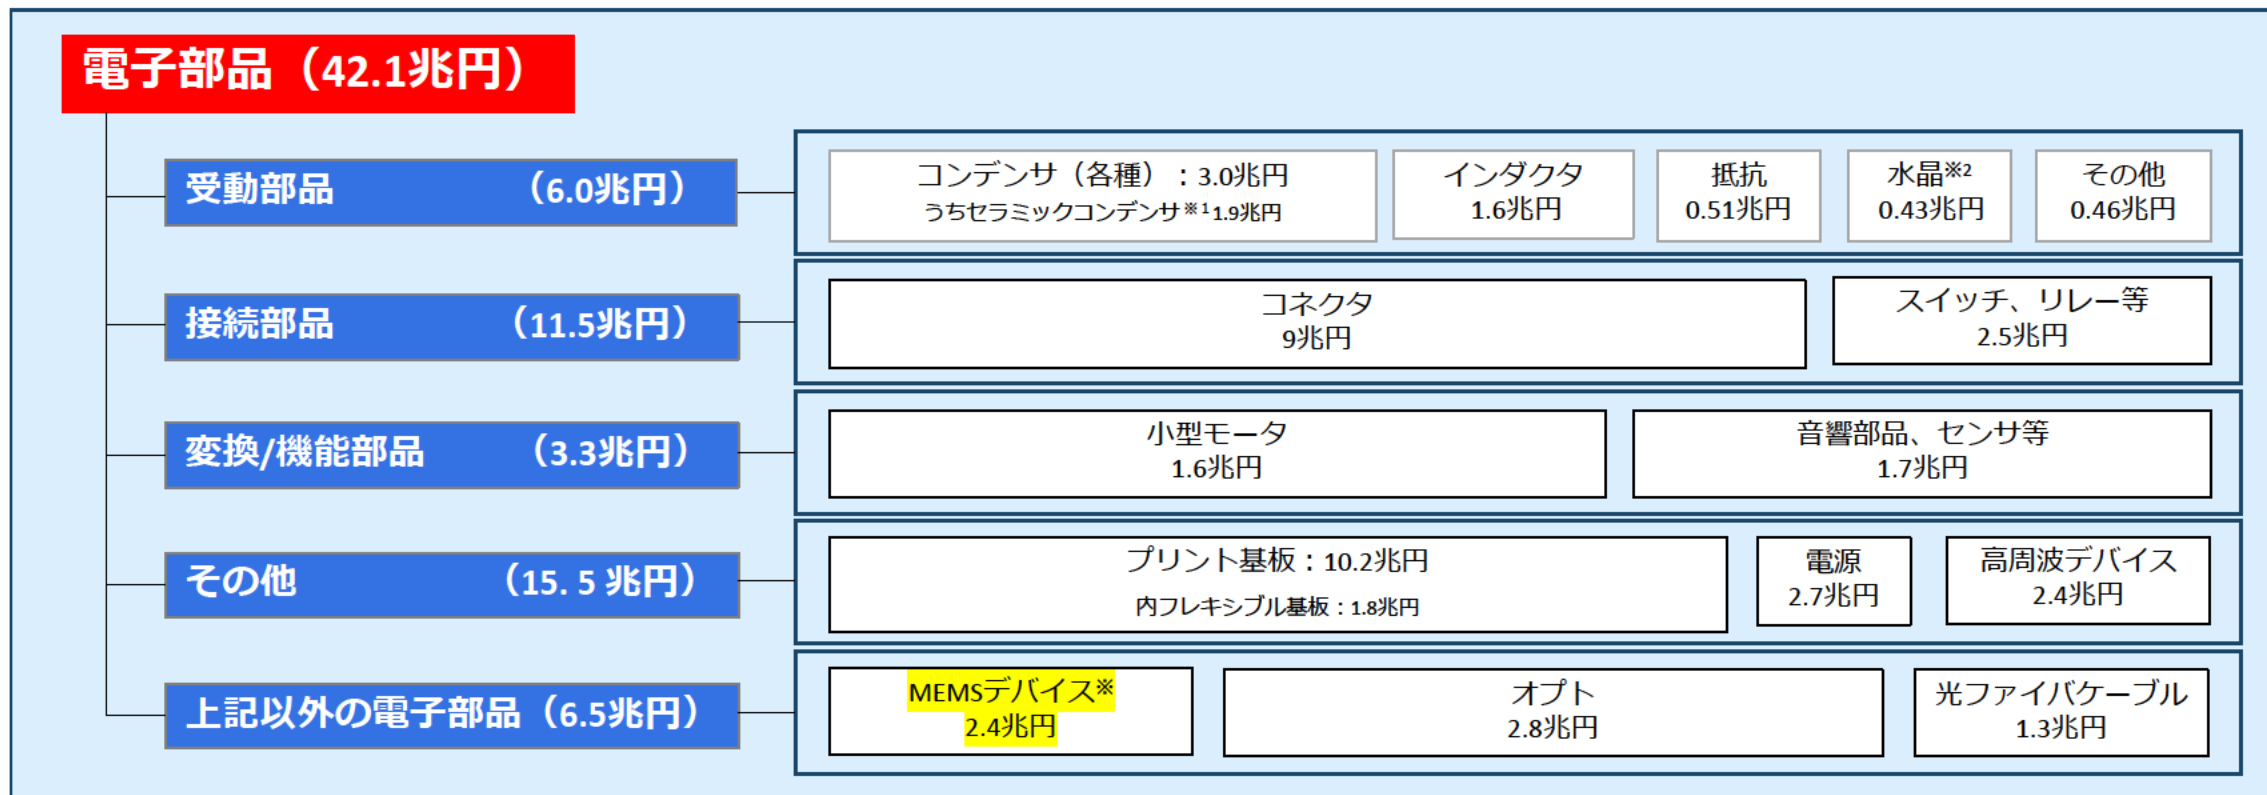 電子部品（42.1兆円）
受動部品 （6.0兆円）
コンデンサ（各種）：3.0兆円
うちセラミックコンデンサ※1 1.9兆円
インダクタ
1.6兆円
抵抗
0.51兆円
水晶※2
0.43兆円
その他
0.46兆円
接続部品 （11.5兆円）
コネクタ
9兆円
スイッチ、リレー等
2.5兆円
変換/機能部品 （3.3兆円）
小型モータ
1.6兆円
音響部品、センサ等
1.7兆円
その他 （15. 5 兆円）
プリント基板：10.2兆円
内フレキシブル基板：1.8兆円
電源
2.7兆円
高周波デバイス
2.4兆円
上記以外の電子部品（6.5兆円）
MEMSデバイス※
2.4兆円
オプト
2.8兆円
光ファイバケーブル
1.3兆円